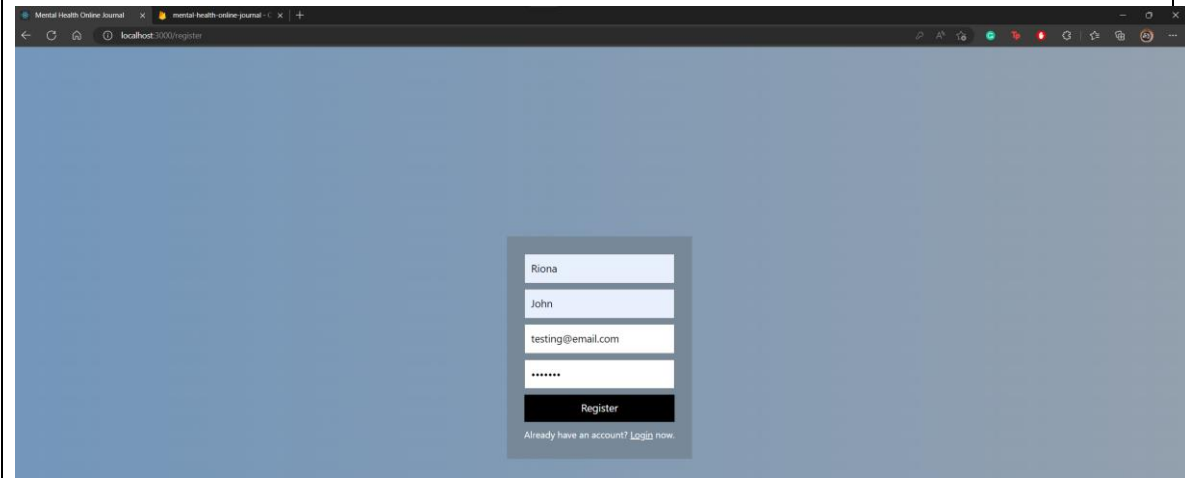 Mental Health Online Journal
mental-health-online-journal - C
localhost:3000/register
Riona
John
testing@email.com
•••••••
Register
Already have an account? Login now.